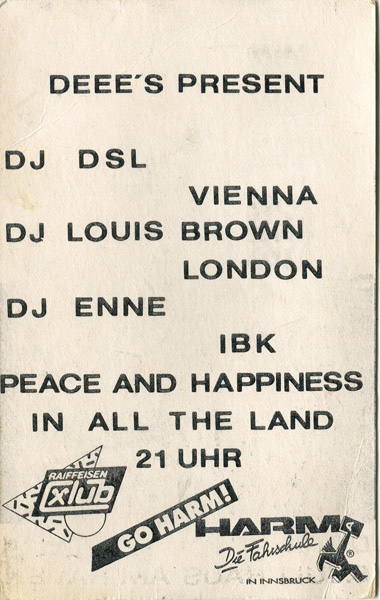 DEEE'S PRESENT
DJ DSL
VIENNA
DJ LOUIS BROWN
LONDON
DJ ENNE
IBK
PEACE AND HAPPINESS
IN ALL THE LAND
21 UHR
RAIFFEISEN
club
GO HARM!
HARM
Die Fahrschule
IN INNSBRUCK